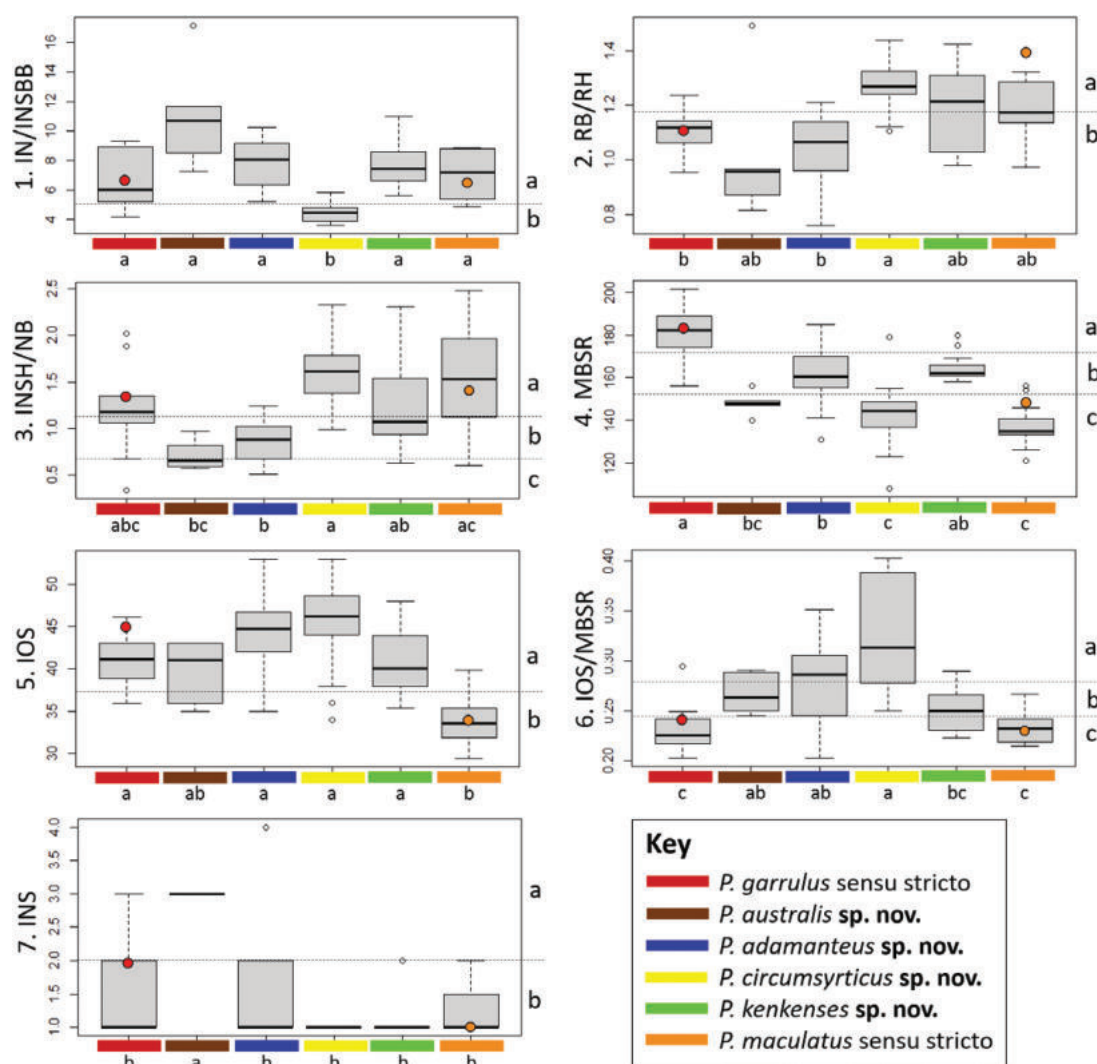 1. IN/INSBB
16
14
12
10
8
6
4
a
b
a a a b a a
2. RB/RH
1.4
1.2
1.0
0.8
a
b
b ab b a ab ab
3. INSH/NB
2.5
2.0
1.5
1.0
0.5
a
b
c
abc bc b a ab ac
4. MBSR
200
180
160
140
120
a
b
c
a bc b c ab c
5. IOS
50
45
40
35
30
a
b
a ab a a a b
6. IOS/MBSR
0.40
0.35
0.30
0.25
0.20
a
b
c
c ab ab a bc c
7. INS
4.0
3.5
3.0
2.5
2.0
1.5
1.0
a
b
b a b b b b
Key
P. garrulus sensu stricto
P. australis sp. nov.
P. adamanteus sp. nov.
P. circumsyrticus sp. nov.
P. kenkenses sp. nov.
P. maculatus sensu stricto